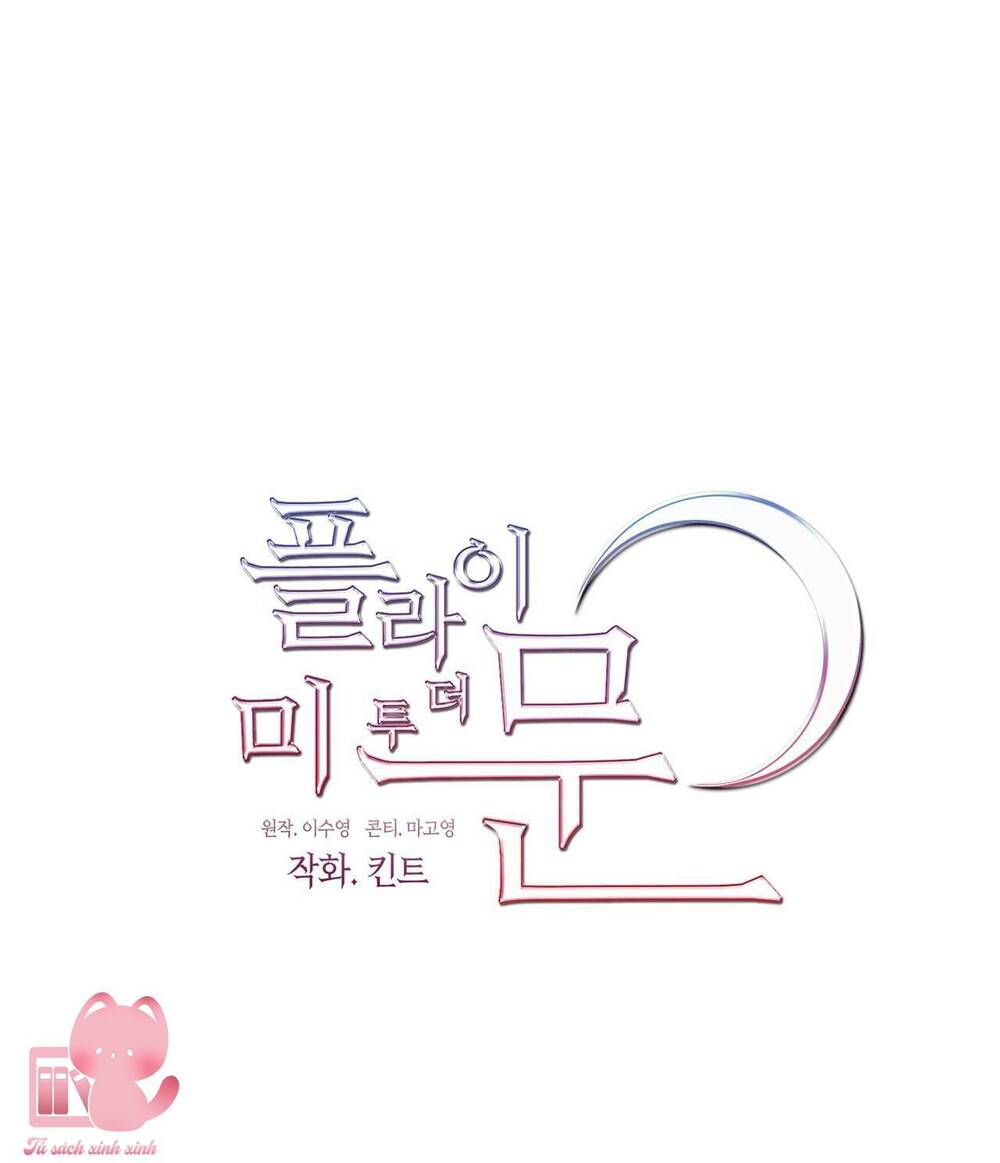 플라이
미 투 더 문
원작. 이수영 콘티. 마고영
작화. 킨트
Tủ sách xinh xinh